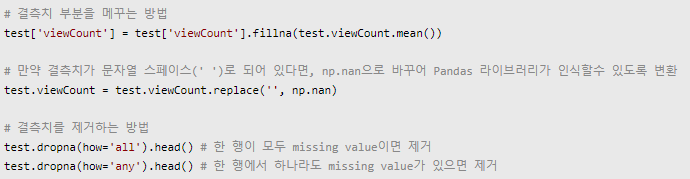 # 결측치 부분을 메꾸는 방법
test['viewCount'] = test['viewCount'].fillna(test.viewCount.mean())
# 만약 결측치가 문자열 스페이스(' ')로 되어 있다면, np.nan으로 바꾸어 Pandas 라이브러리가 인식할수 있도록 변환
test.viewCount = test.viewCount.replace('', np.nan)
# 결측치를 제거하는 방법
test.dropna(how='all').head() # 한 행이 모두 missing value이면 제거
test.dropna(how='any').head() # 한 행에서 하나라도 missing value가 있으면 제거